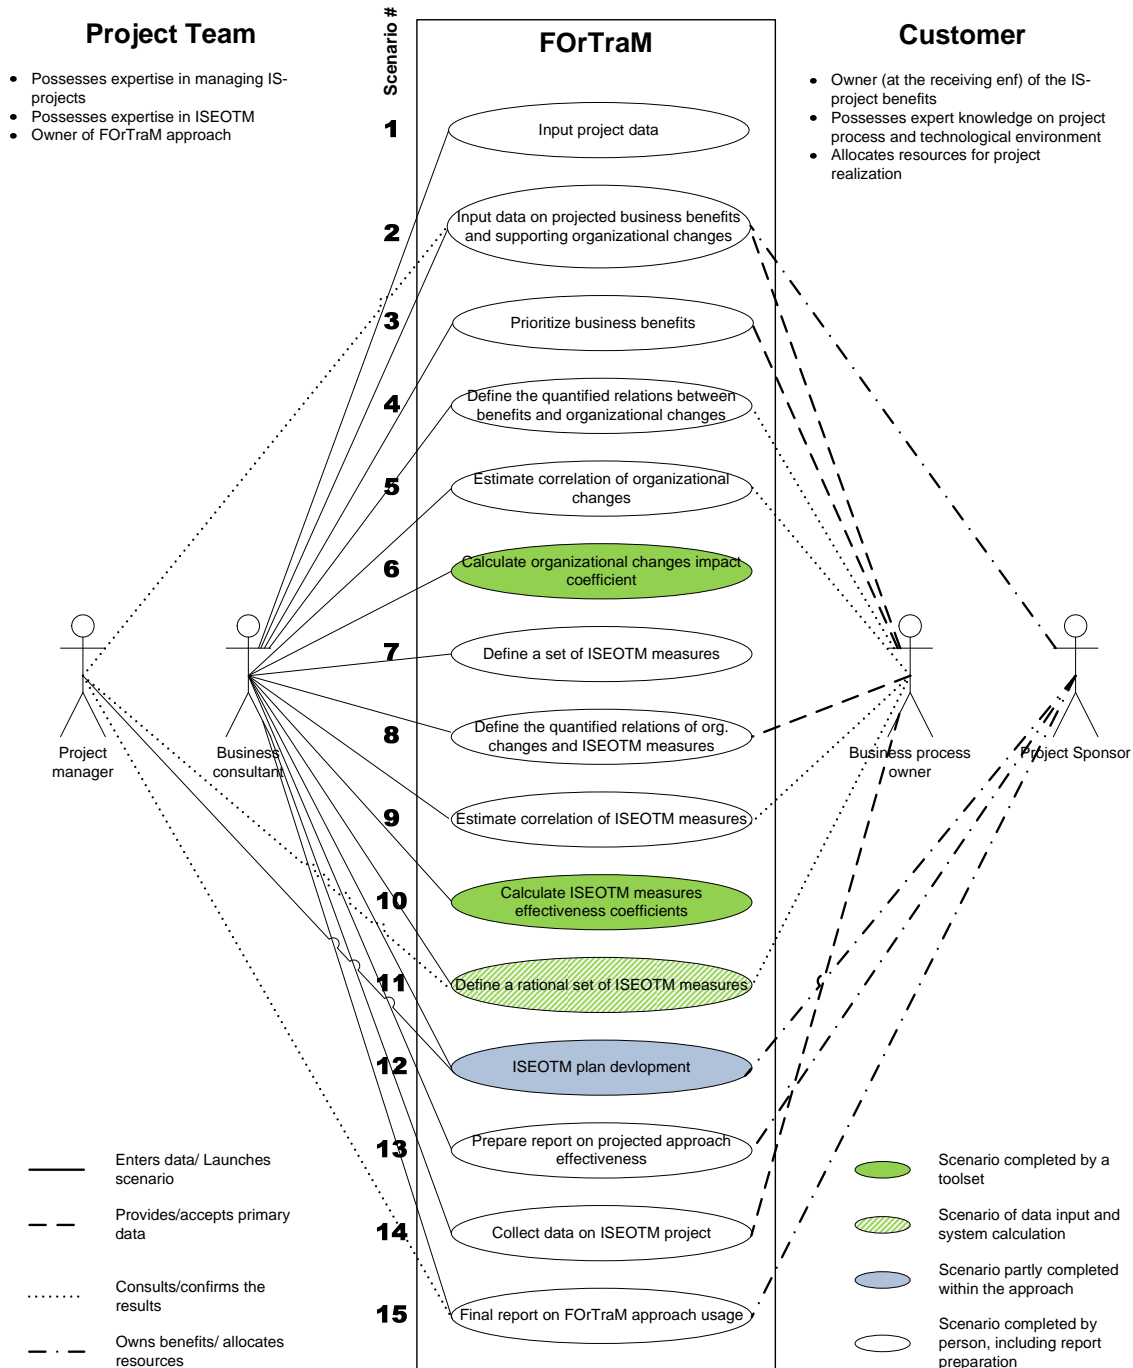 Project Team
Possesses expertise in managing IS-
projects
Possesses expertise in ISEOTM
Owner of FOrTraM approach
Scenario #
FOrTraM
Customer
Owner (at the receiving enf) of the IS-
project benefits
Possesses expert knowledge on project
process and technological environment
Allocates resources for project
realization
1
Input project data
2
Input data on projected business benefits
and supporting organizational changes
3
Prioritize business benefits
4
Define the quantified relations between
benefits and organizational changes
5
Estimate correlation of organizational
changes
6
Calculate organizational changes impact
coefficient
7
Define a set of ISEOTM measures
8
Define the quantified relations of org.
changes and ISEOTM measures
9
Estimate correlation of ISEOTM measures
10
Calculate ISEOTM measures
effectiveness coefficients
11
Define a rational set of ISEOTM measures
12
ISEOTM plan devlopment
13
Prepare report on projected approach
effectiveness
14
Collect data on ISEOTM project
15
Final report on FOrTraM approach usage
Project
manager
Business
consultant
Business process
owner
Project Sponsor
Enters data/ Launches
scenario
Provides/accepts primary
data
Consults/confirms the
results
Owns benefits/ allocates
resources
Scenario completed by a
toolset
Scenario of data input and
system calculation
Scenario partly completed
within the approach
Scenario completed by
person, including report
preparation